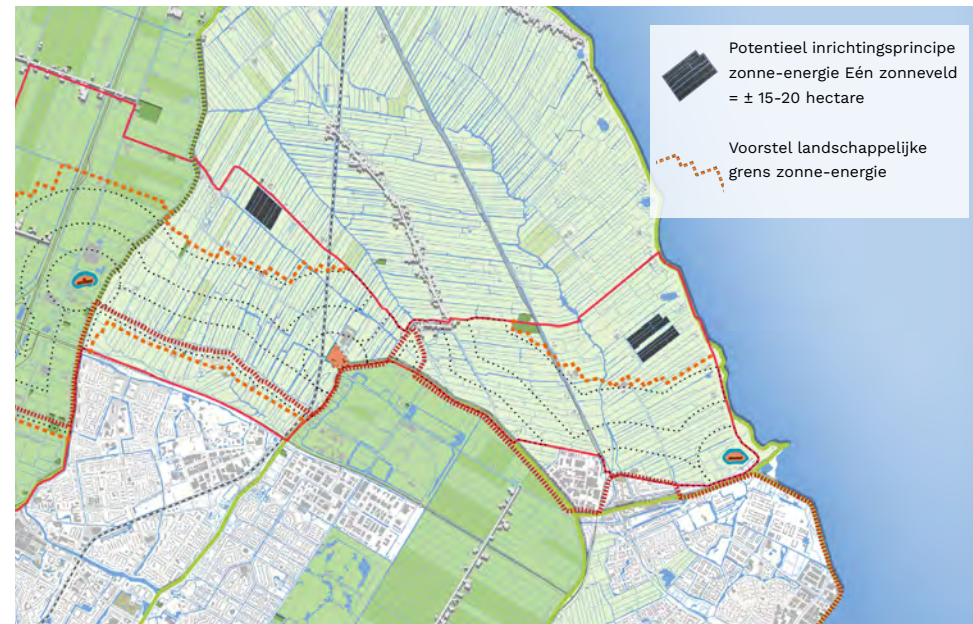 Potentieel inrichtingsprincipe
zonne-energie Eén zonneveld
= ± 15-20 hectare
Voorstel landschappelijke
grens zonne-energie